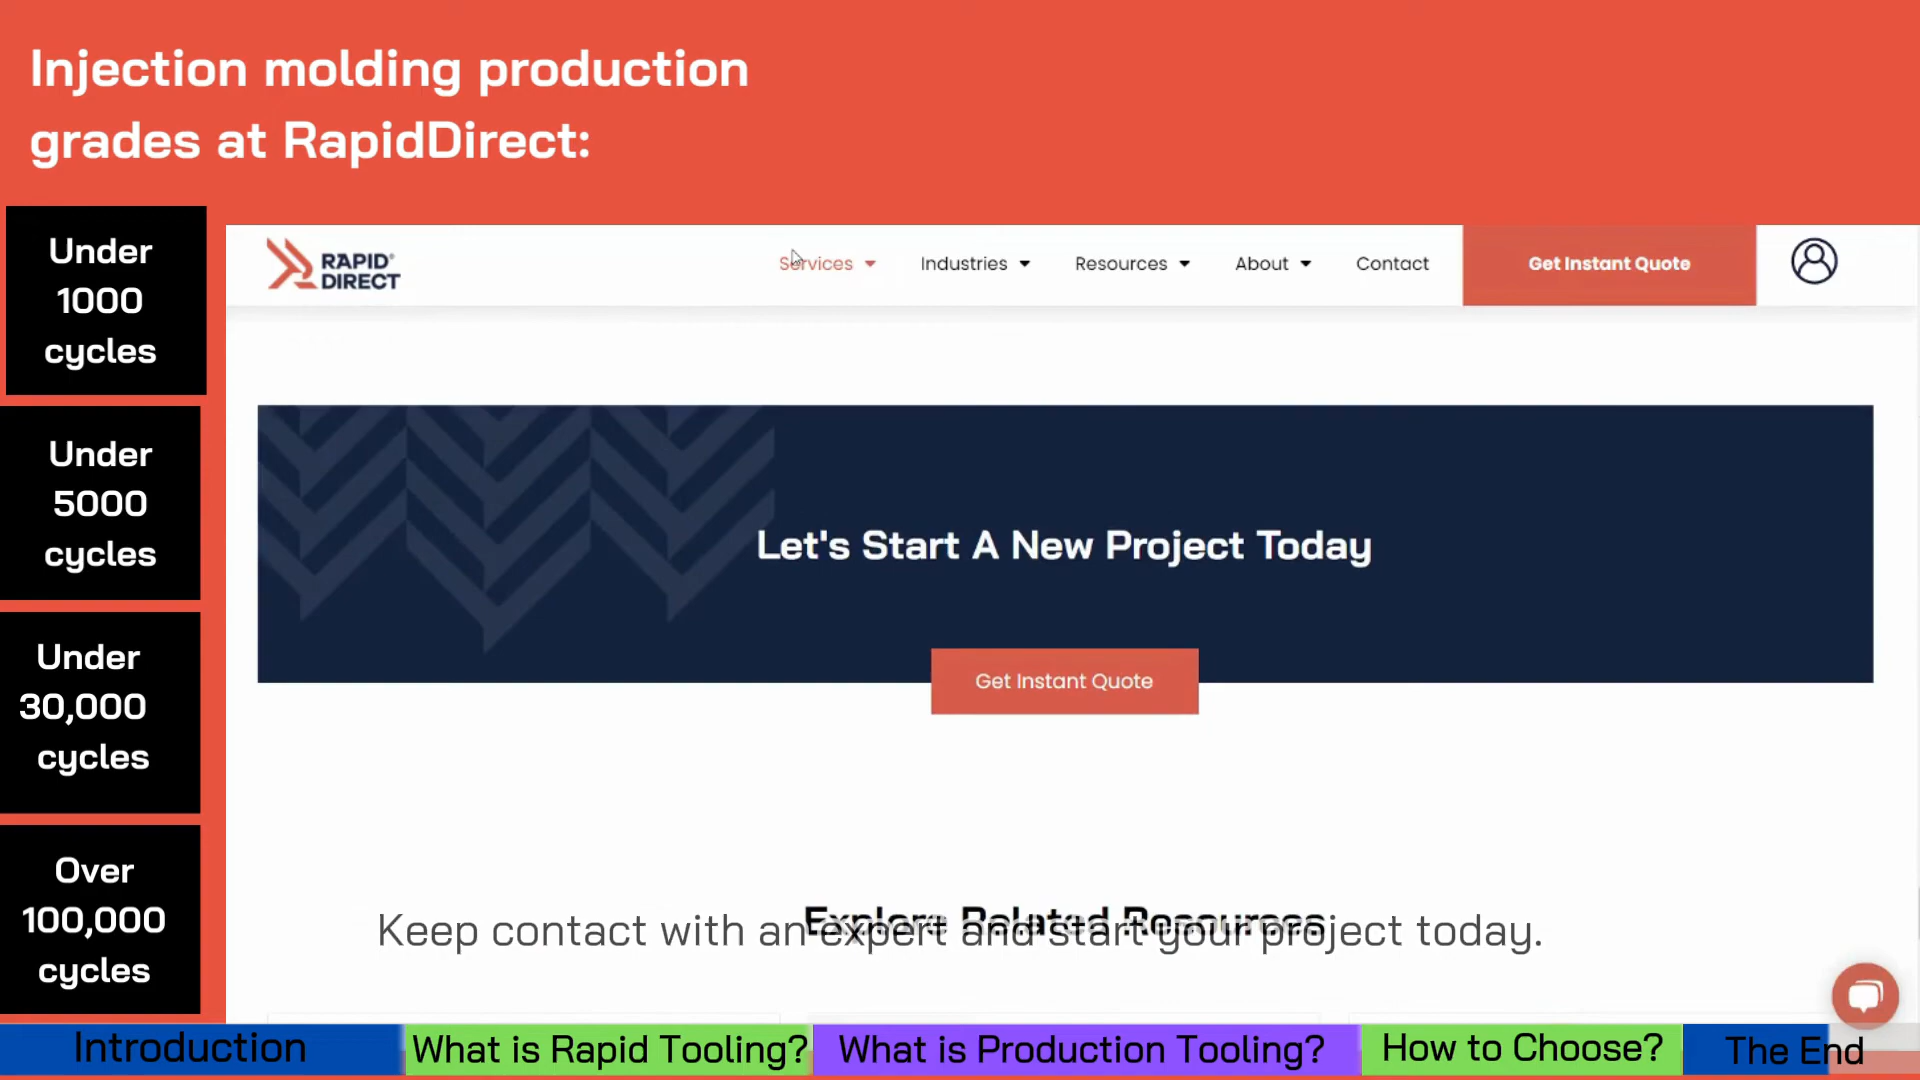 Injection molding production
grades at RapidDirect:
Under
1000
cycles
Under
5000
cycles
Under
30,000
cycles
Over
100,000
cycles
RAPID®
DIRECT
Services
Industries
Resources
About
Contact
Get Instant Quote
Let's Start A New Project Today
Get Instant Quote
Explore Related Resources
Keep contact with an expert and start your project today.
Introduction
What is Rapid Tooling?
What is Production Tooling?
How to Choose?
The End